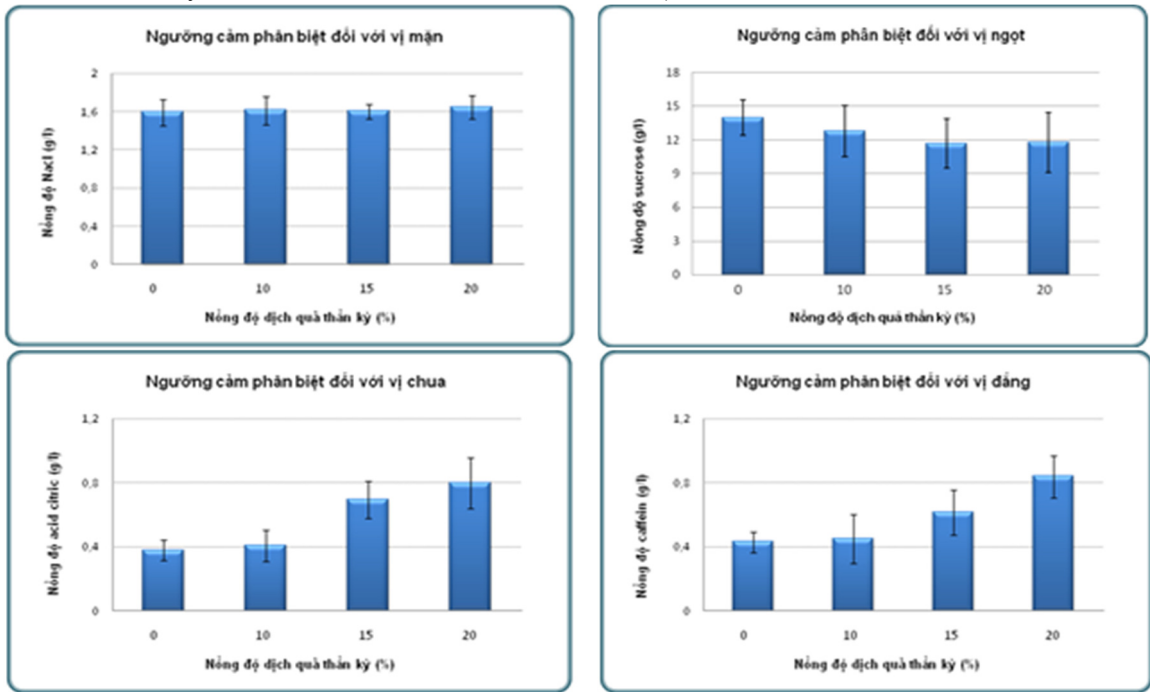 Ngưỡng cảm phân biệt đối với vị mặn
Nồng độ NaCl (g/l)
2
1,6
1,2
0,8
0,4
0
0 10 15 20
Nồng độ dịch quả thần kỳ (%)
Ngưỡng cảm phân biệt đối với vị ngọt
Nồng độ sucrose (g/l)
18
15
12
9
6
3
0
0 10 15 20
Nồng độ dịch quả thần kỳ (%)
Ngưỡng cảm phân biệt đối với vị chua
Nồng độ acid citric (g/l)
1,2
0,8
0,4
0
0 10 15 20
Nồng độ dịch quả thần kỳ (%)
Ngưỡng cảm phân biệt đối với vị đắng
Nồng độ caffein (g/l)
1,2
0,8
0,4
0
0 10 15 20
Nồng độ dịch quả thần kỳ (%)